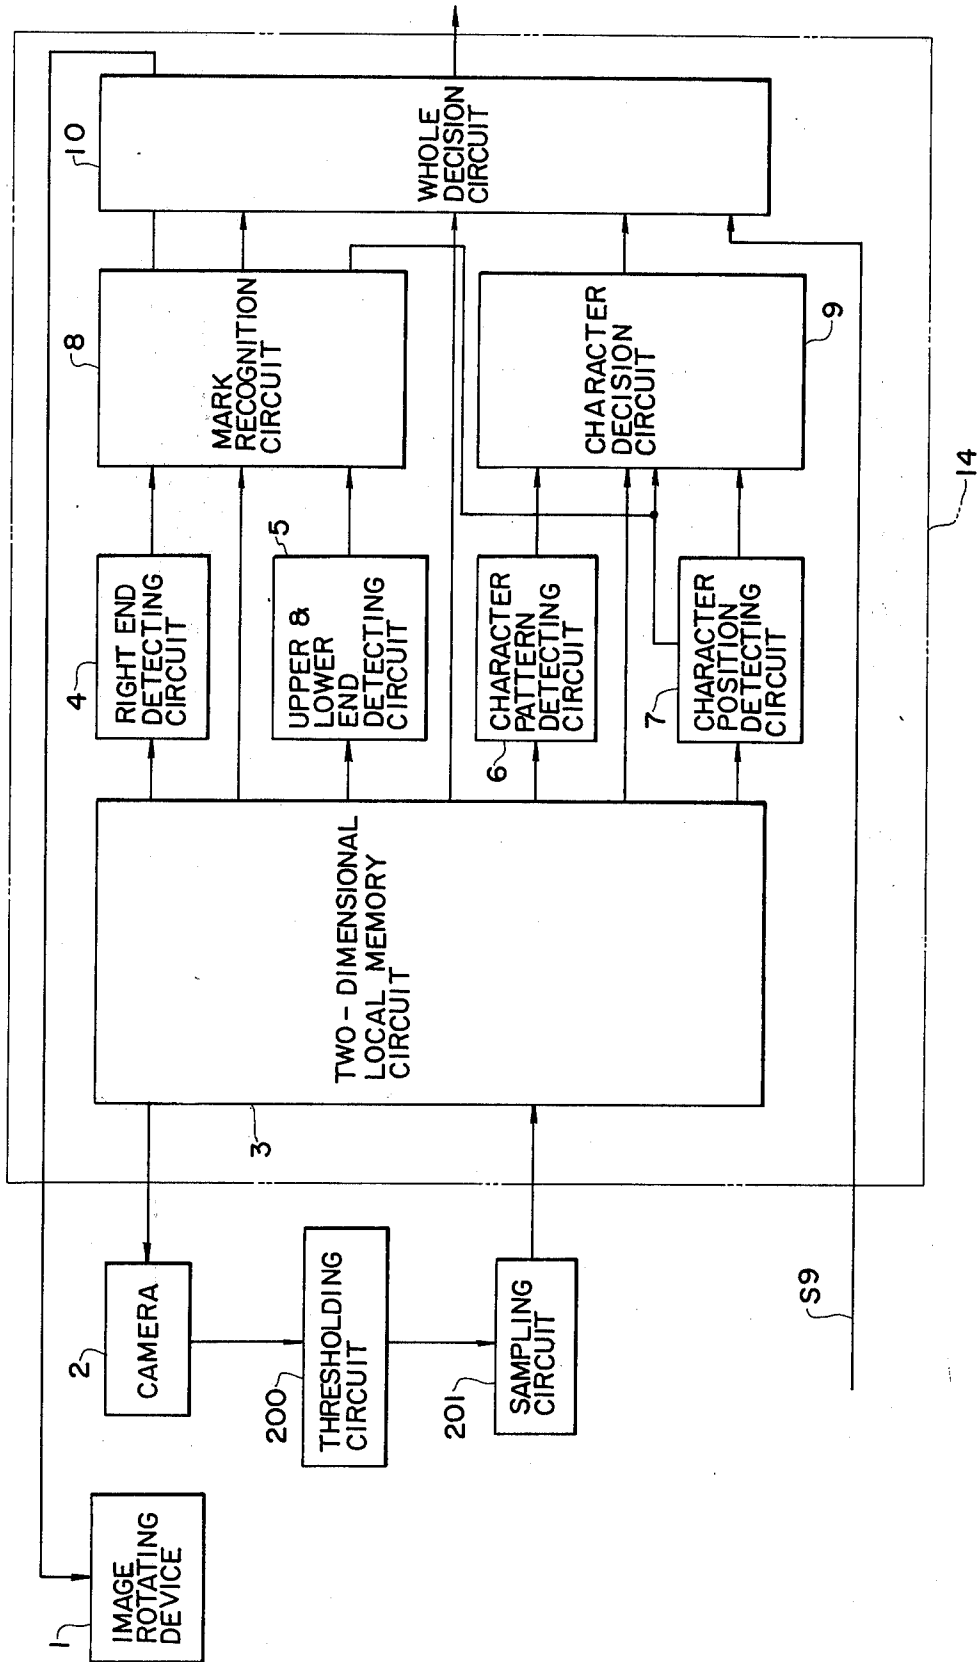 1
IMAGE
ROTATING
DEVICE
2
CAMERA
200
THRESHOLDING
CIRCUIT
201
SAMPLING
CIRCUIT
S9
3
TWO-DIMENSIONAL
LOCAL MEMORY
CIRCUIT
4
RIGHT END
DETECTING
CIRCUIT
5
UPPER &
LOWER
END
DETECTING
CIRCUIT
6
CHARACTER
PATTERN
DETECTING
CIRCUIT
7
CHARACTER
POSITION
DETECTING
CIRCUIT
8
MARK
RECOGNITION
CIRCUIT
9
CHARACTER
DECISION
CIRCUIT
10
WHOLE
DECISION
CIRCUIT
14